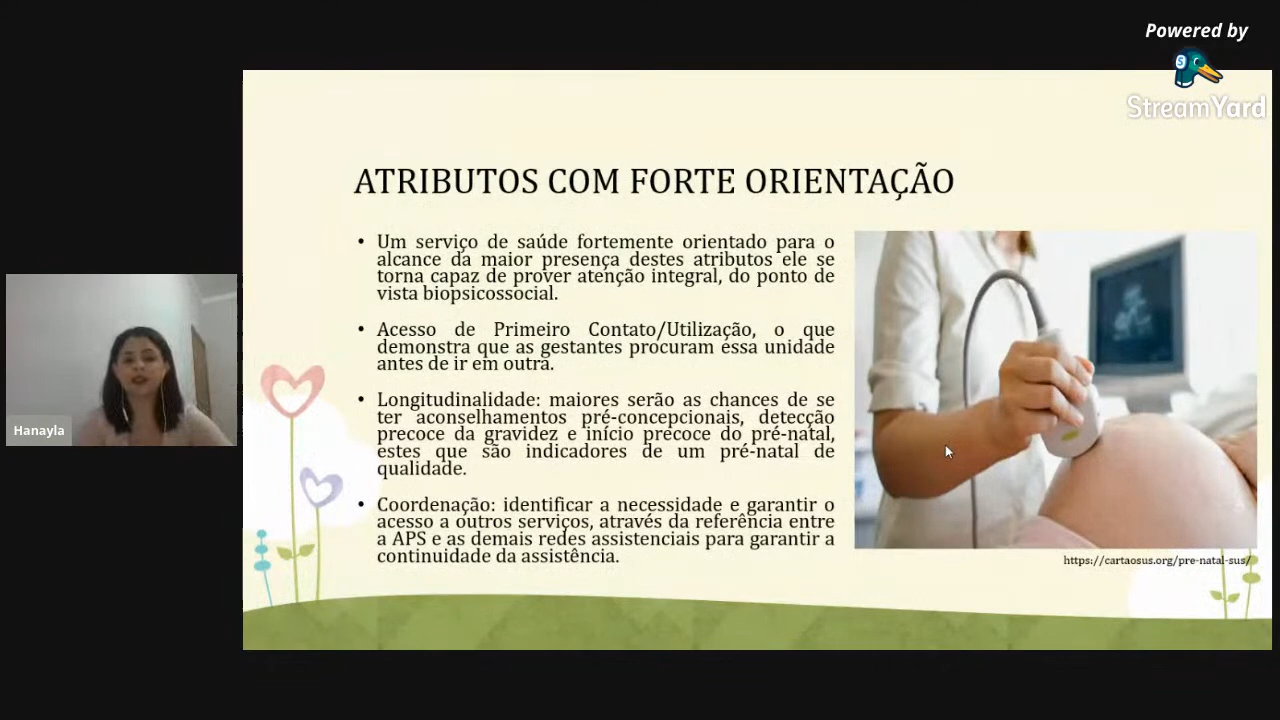 Powered by
StreamYard
ATRIBUTOS COM FORTE ORIENTAÇÃO
• Um serviço de saúde fortemente orientado para o
alcance da maior presença destes atributos ele se
torna capaz de prover atenção integral, do ponto de
vista biopsicossocial.
• Acesso de Primeiro Contato/Utilização, o que
demonstra que as gestantes procuram essa unidade
antes de ir em outra.
• Longitudinalidade: maiores serão as chances de se
ter aconselhamentos pré-concepcionais, detecção
precoce da gravidez e início precoce do pré-natal,
estes que são indicadores de um pré-natal de
qualidade.
• Coordenação: identificar a necessidade e garantir o
acesso a outros serviços, através da referência entre
a APS e as demais redes assistenciais para garantir a
continuidade da assistência.
https://cartaosus.org/pre-natal-sus/
Hanayla